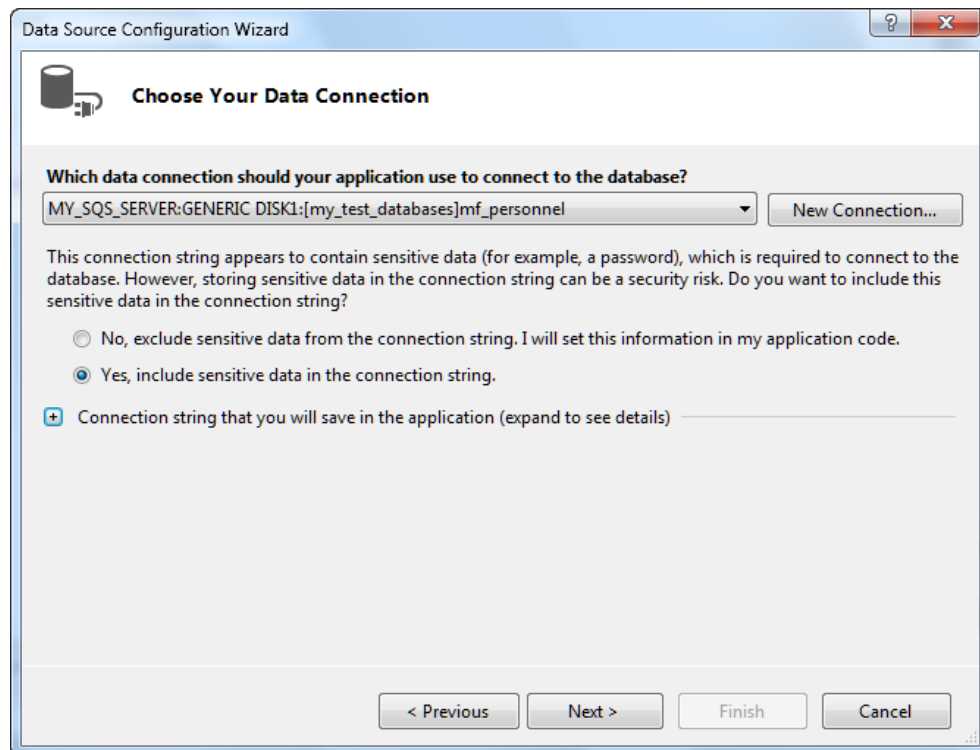 Data Source Configuration Wizard
Choose Your Data Connection
Which data connection should your application use to connect to the database?
MY_SQS_SERVER:GENERIC DISK1:[my_test_databases]mf_personnel
New Connection...
This connection string appears to contain sensitive data (for example, a password), which is required to connect to the
database. However, storing sensitive data in the connection string can be a security risk. Do you want to include this
sensitive data in the connection string?
No, exclude sensitive data from the connection string. I will set this information in my application code.
Yes, include sensitive data in the connection string.
Connection string that you will save in the application (expand to see details)
< Previous
Next >
Finish
Cancel